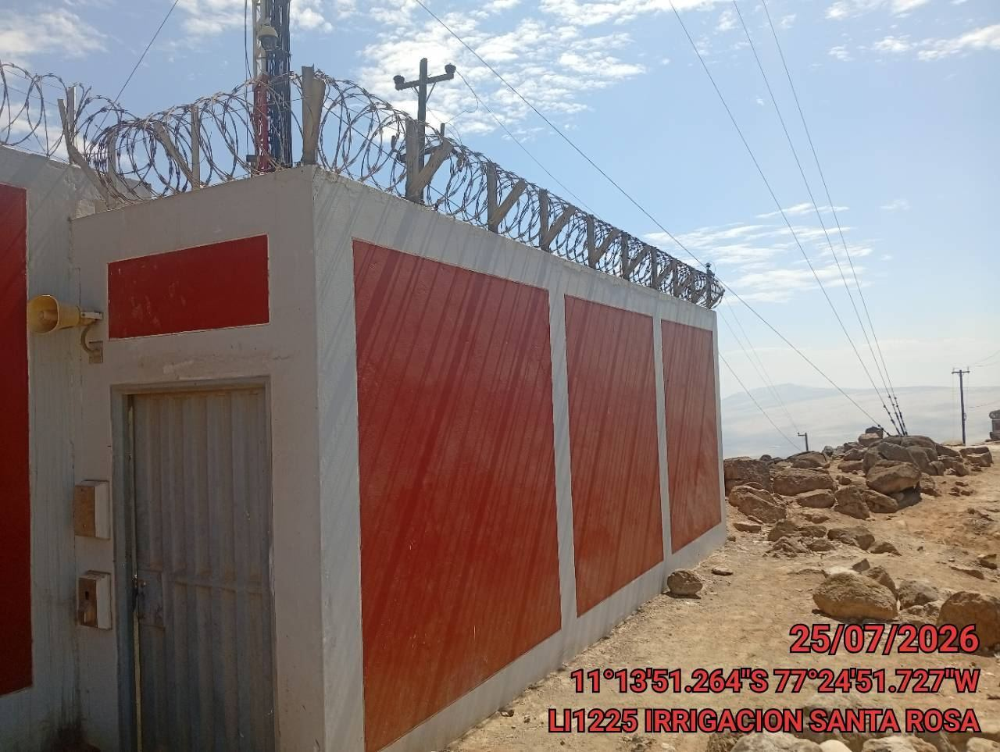 25/07/2026
11°13'51.264"S 77°24'51.727"W
LI1225 IRRIGACION SANTA ROSA